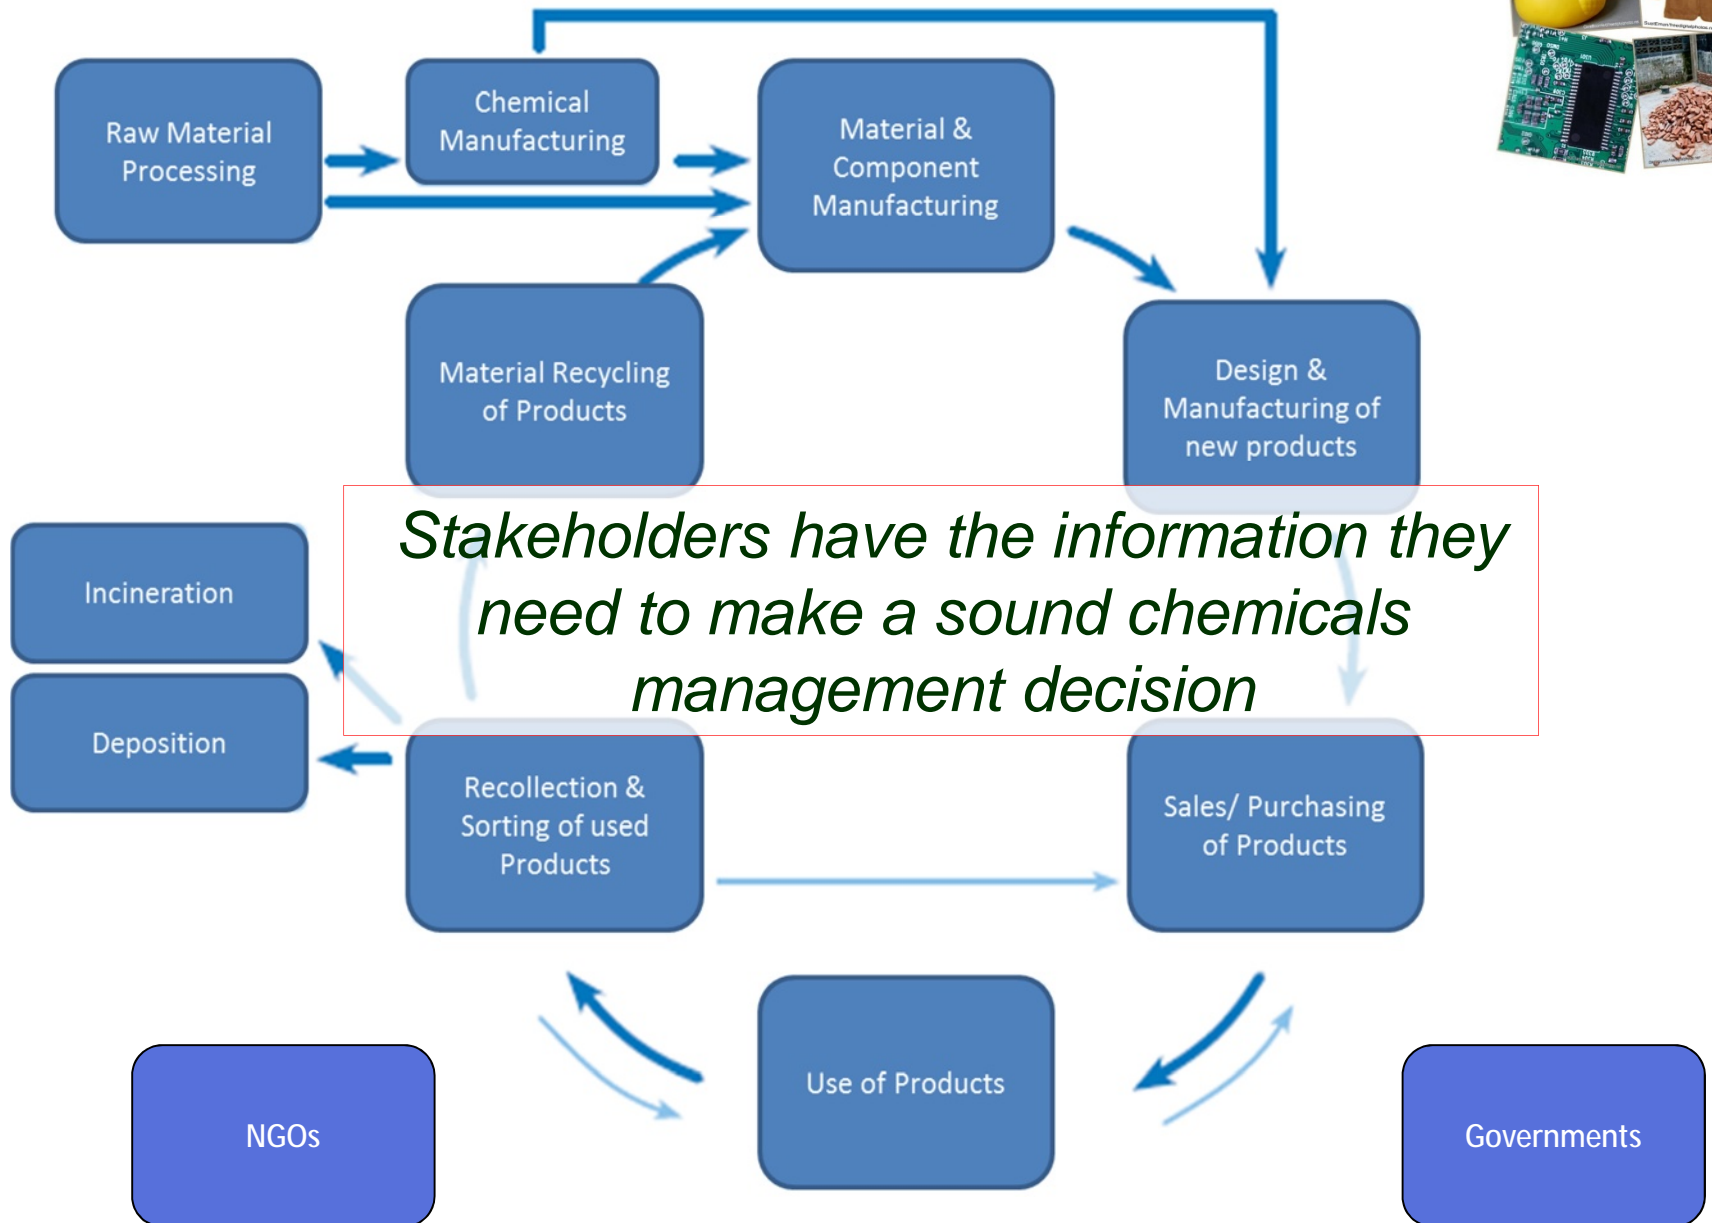 Raw Material
Processing
Chemical
Manufacturing
Material &
Component
Manufacturing
Material Recycling
of Products
Design &
Manufacturing of
new products
Stakeholders have the information they
need to make a sound chemicals
management decision
Incineration
Deposition
Recollection &
Sorting of used
Products
Sales/ Purchasing
of Products
Use of Products
NGOs
Governments